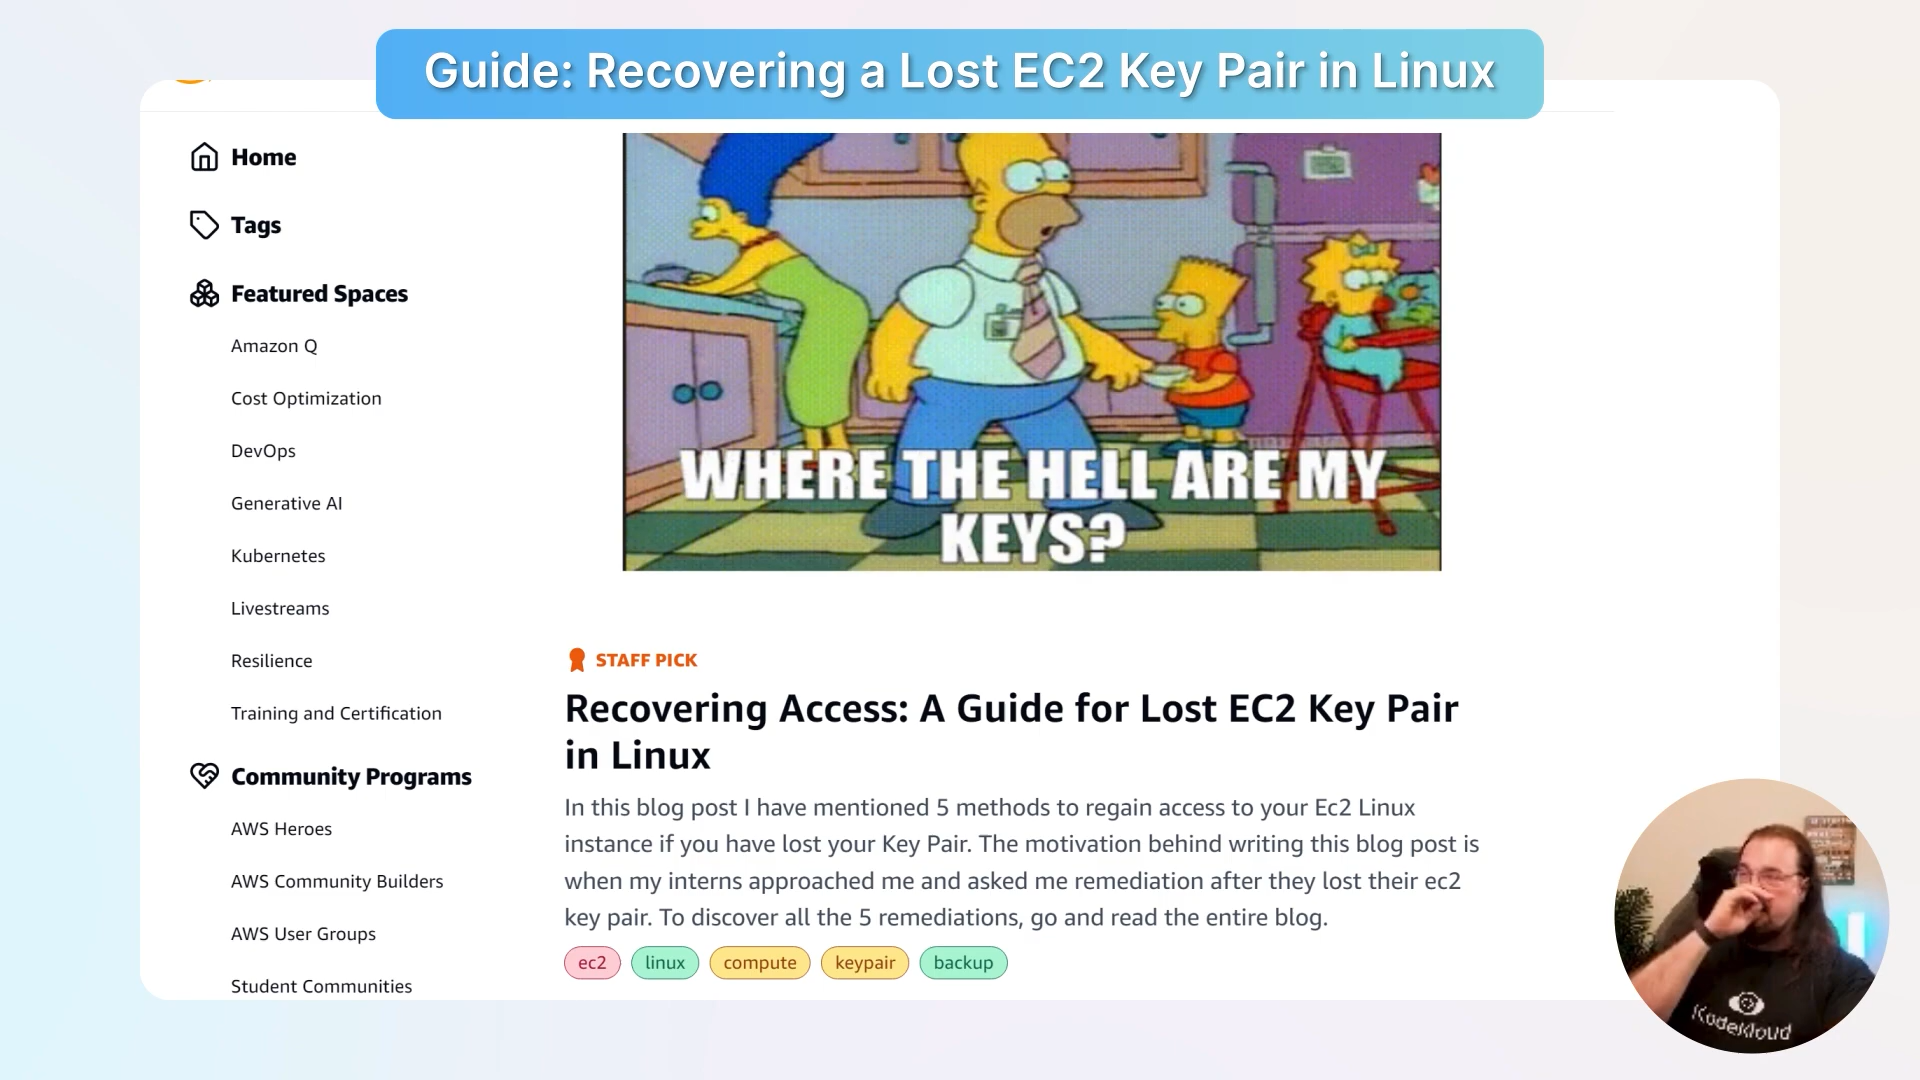 Guide: Recovering a Lost EC2 Key Pair in Linux
Home
Tags
Featured Spaces
Amazon Q
Cost Optimization
DevOps
Generative AI
Kubernetes
Livestreams
Resilience
Training and Certification
Community Programs
AWS Heroes
AWS Community Builders
AWS User Groups
Student Communities
WHERE THE HELL ARE MY
KEYS?
STAFF PICK
Recovering Access: A Guide for Lost EC2 Key Pair
in Linux
In this blog post I have mentioned 5 methods to regain access to your Ec2 Linux
instance if you have lost your Key Pair. The motivation behind writing this blog post is
when my interns approached me and asked me remediation after they lost their ec2
key pair. To discover all the 5 remediations, go and read the entire blog.
ec2 linux compute keypair backup
KodeKloud